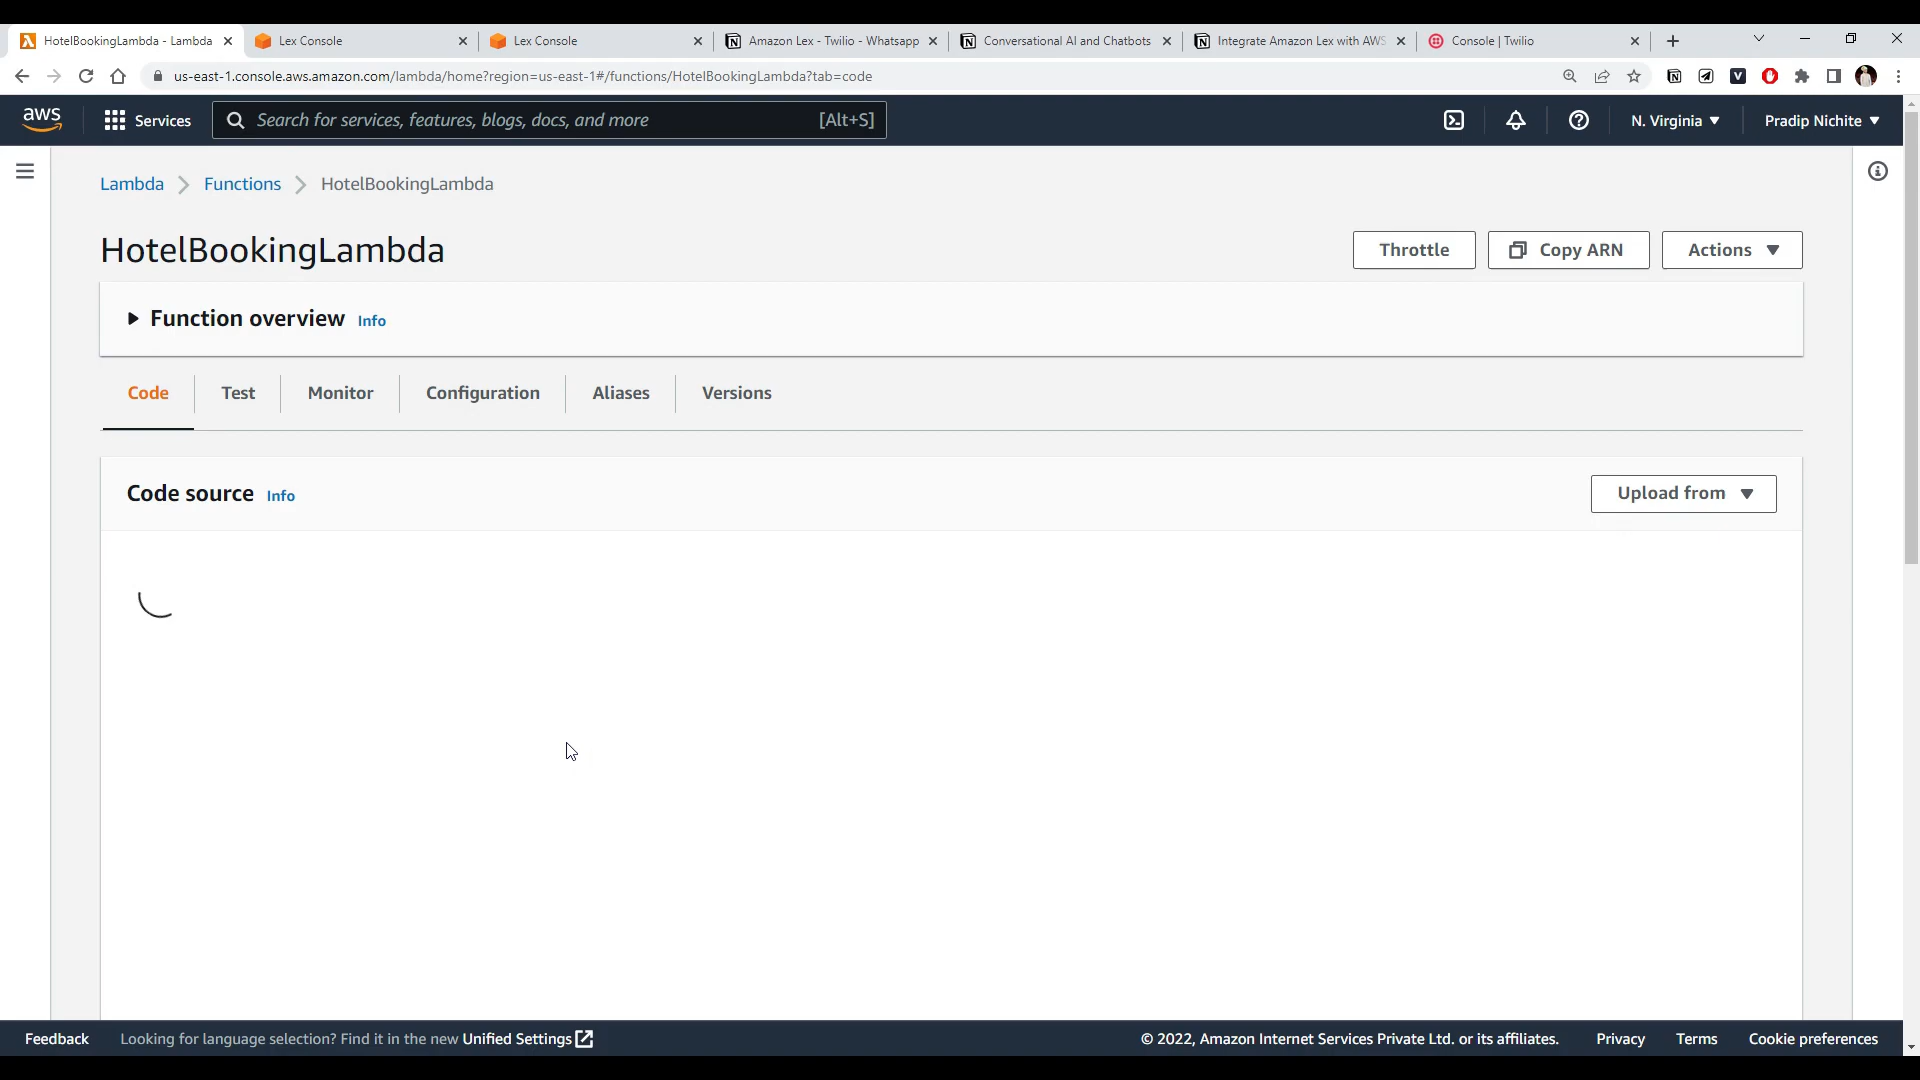 HotelBookingLambda - Lambda
Lex Console
Lex Console
Amazon Lex - Twilio - Whatsapp
Conversational AI and Chatbots
Integrate Amazon Lex with AWS
Console | Twilio
us-east-1.console.aws.amazon.com/lambda/home?region=us-east-1#/functions/HotelBookingLambda?tab=code
aws
Services
Search for services, features, blogs, docs, and more
[Alt+S]
N. Virginia
Pradip Nichite
Lambda
Functions
HotelBookingLambda
HotelBookingLambda
Throttle
Copy ARN
Actions
Function overview Info
Code
Test
Monitor
Configuration
Aliases
Versions
Code source Info
Upload from
Feedback
Looking for language selection? Find it in the new Unified Settings
© 2022, Amazon Internet Services Private Ltd. or its affiliates.
Privacy
Terms
Cookie preferences